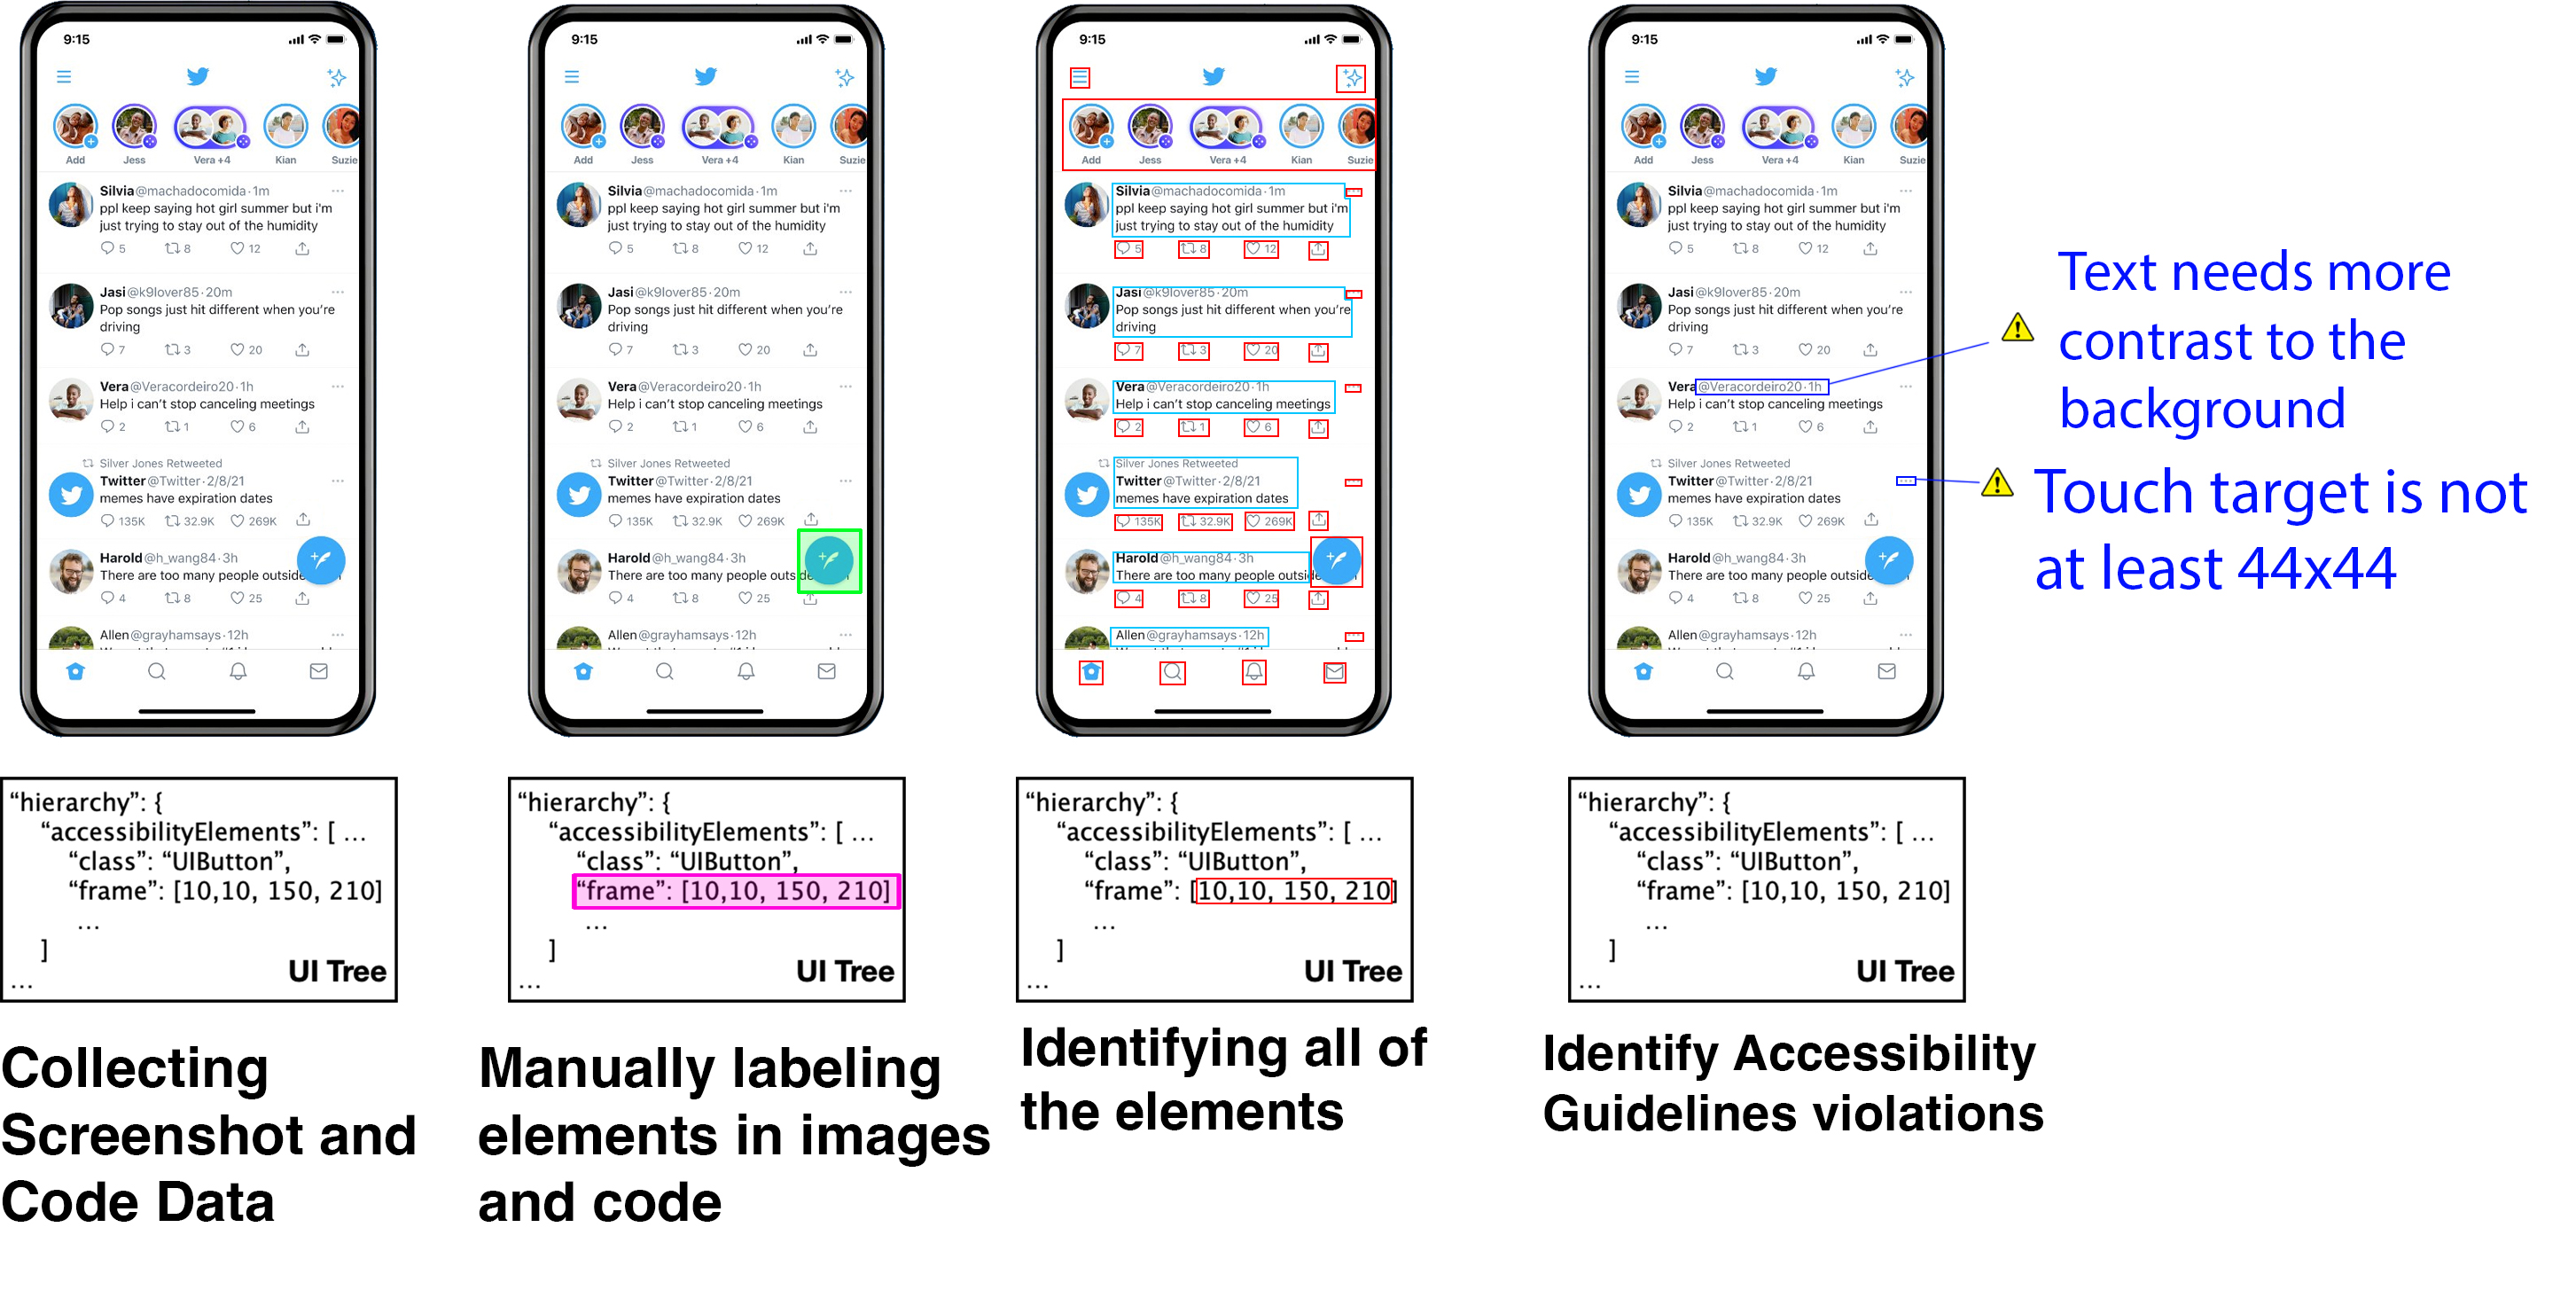 9:15
Add Jess Vera +4 Kian Suzie
Silvia @machadocomida · 1m ...
ppl keep saying hot girl summer but i'm
just trying to stay out of the humidity
5 8 12
Jasi @k9lover85 · 20m ...
Pop songs just hit different when you're
driving
7 3 20
Vera @Veracordeiro20 · 1h ...
Help i can't stop canceling meetings
2 1 6
Silver Jones Retweeted
Twitter @Twitter · 2/8/21 ...
memes have expiration dates
135K 32.9K 269K
Harold @h_wang84 · 3h
There are too many people outside
4 8 25
Allen @grayhamsays · 12h ...
"hierarchy": {
"accessibilityElements": [ ...
"class": "UIButton",
"frame": [10,10, 150, 210]
...
]
UI Tree
...
Collecting
Screenshot and
Code Data
9:15
Add Jess Vera +4 Kian Suzie
Silvia @machadocomida · 1m ...
ppl keep saying hot girl summer but i'm
just trying to stay out of the humidity
5 8 12
Jasi @k9lover85 · 20m ...
Pop songs just hit different when you're
driving
7 3 20
Vera @Veracordeiro20 · 1h ...
Help i can't stop canceling meetings
2 1 6
Silver Jones Retweeted
Twitter @Twitter · 2/8/21 ...
memes have expiration dates
135K 32.9K 269K
Harold @h_wang84 · 3h
There are too many people outside
4 8 25
Allen @grayhamsays · 12h ...
"hierarchy": {
"accessibilityElements": [ ...
"class": "UIButton",
"frame": [10,10, 150, 210]
...
]
UI Tree
...
Manually labeling
elements in images
and code
9:15
Add Jess Vera +4 Kian Suzie
Silvia @machadocomida · 1m ...
ppl keep saying hot girl summer but i'm
just trying to stay out of the humidity
5 8 12
Jasi @k9lover85 · 20m ...
Pop songs just hit different when you're
driving
7 3 20
Vera @Veracordeiro20 · 1h ...
Help i can't stop canceling meetings
2 1 6
Silver Jones Retweeted
Twitter @Twitter · 2/8/21 ...
memes have expiration dates
135K 32.9K 269K
Harold @h_wang84 · 3h
There are too many people outside
4 8 25
Allen @grayhamsays · 12h ...
"hierarchy": {
"accessibilityElements": [ ...
"class": "UIButton",
"frame": [10,10, 150, 210]
...
]
UI Tree
...
Identifying all of
the elements
9:15
Add Jess Vera +4 Kian Suzie
Silvia @machadocomida · 1m ...
ppl keep saying hot girl summer but i'm
just trying to stay out of the humidity
5 8 12
Jasi @k9lover85 · 20m ...
Pop songs just hit different when you're
driving
7 3 20
Vera @Veracordeiro20 · 1h ...
Help i can't stop canceling meetings
2 1 6
Silver Jones Retweeted
Twitter @Twitter · 2/8/21 ...
memes have expiration dates
135K 32.9K 269K
Harold @h_wang84 · 3h
There are too many people outside
4 8 25
Allen @grayhamsays · 12h ...
Text needs more
contrast to the
background
Touch target is not
at least 44x44
"hierarchy": {
"accessibilityElements": [ ...
"class": "UIButton",
"frame": [10,10, 150, 210]
...
]
UI Tree
...
Identify Accessibility
Guidelines violations